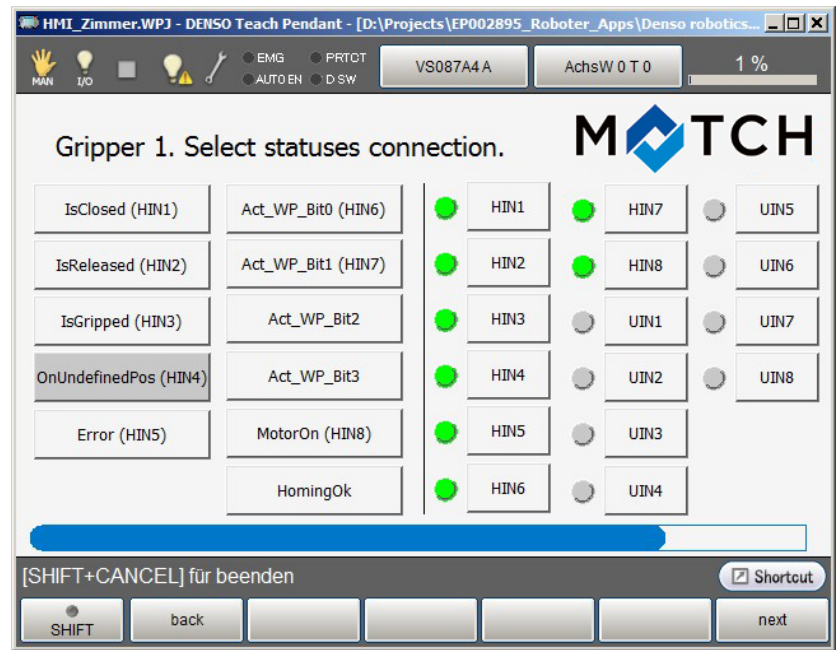 HMI_Zimmer.WPJ - DENSO Teach Pendant - [D:\Projects\EP002895_Roboter_Apps\Denso robotics...
MAN I/O EMG PRTCT VS087A4 A AchsW 0 T 0 1 %
AUTO EN D SW
Gripper 1. Select statuses connection. MATCH
IsClosed (HIN1) Act_WP_Bit0 (HIN6) HIN1 HIN7 UIN5
IsReleased (HIN2) Act_WP_Bit1 (HIN7) HIN2 HIN8 UIN6
IsGripped (HIN3) Act_WP_Bit2 HIN3 UIN1 UIN7
OnUndefinedPos (HIN4) Act_WP_Bit3 HIN4 UIN2 UIN8
Error (HIN5) MotorOn (HIN8) HIN5 UIN3
HomingOk HIN6 UIN4
[SHIFT+CANCEL] für beenden Shortcut
SHIFT back next